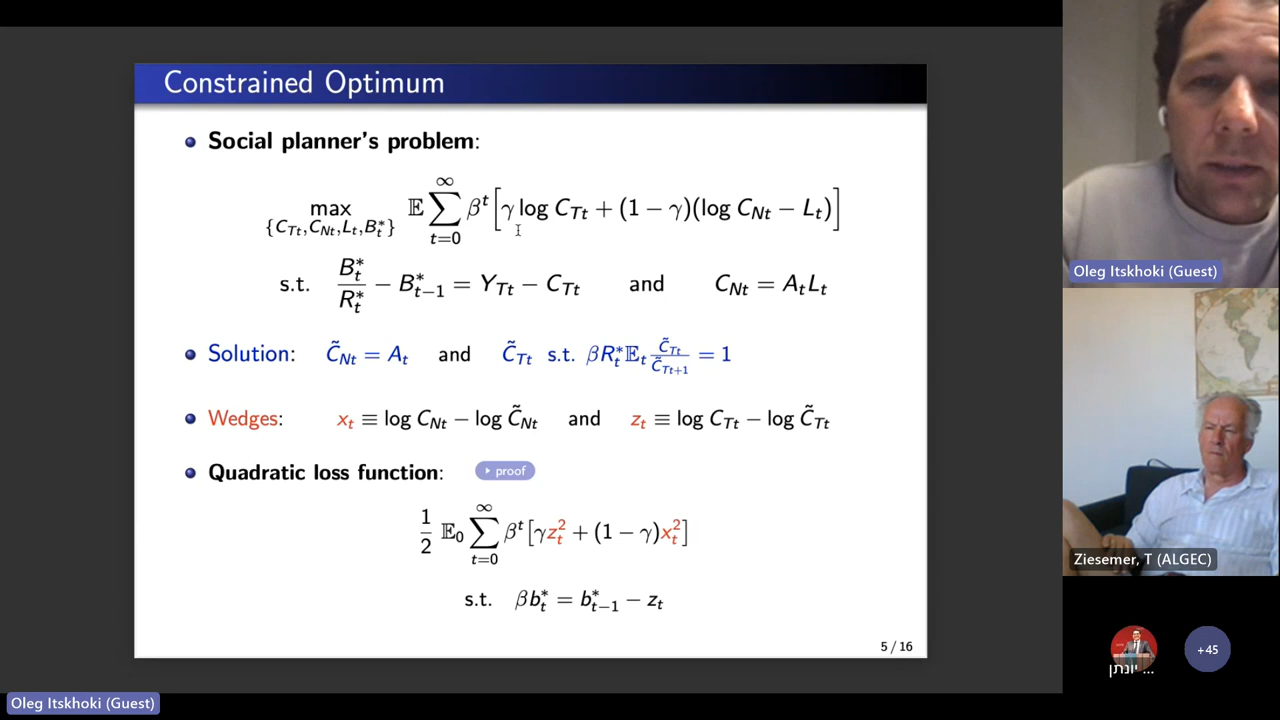 Constrained Optimum
Social planner's problem:
max {C_Tt, C_Nt, L_t, B*_t} 𝔼 ∑_{t=0}^{∞} β^t [γ log C_Tt + (1 − γ)(log C_Nt − L_t)]
s.t. B*_t / R*_t − B*_{t−1} = Y_Tt − C_Tt and C_Nt = A_t L_t
Solution: C̃_Nt = A_t and C̃_Tt s.t. βR*_t 𝔼_t C̃_Tt / C̃_Tt+1 = 1
Wedges: x_t ≡ log C_Nt − log C̃_Nt and z_t ≡ log C_Tt − log C̃_Tt
Quadratic loss function: proof
1/2 𝔼_0 ∑_{t=0}^{∞} β^t [γz_t^2 + (1 − γ)x_t^2]
s.t. βb*_t = b*_{t−1} − z_t
5 / 16
Oleg Itskhoki (Guest)
Oleg Itskhoki (Guest)
Ziesemer, T (ALGEC)
יונתן ...
+45